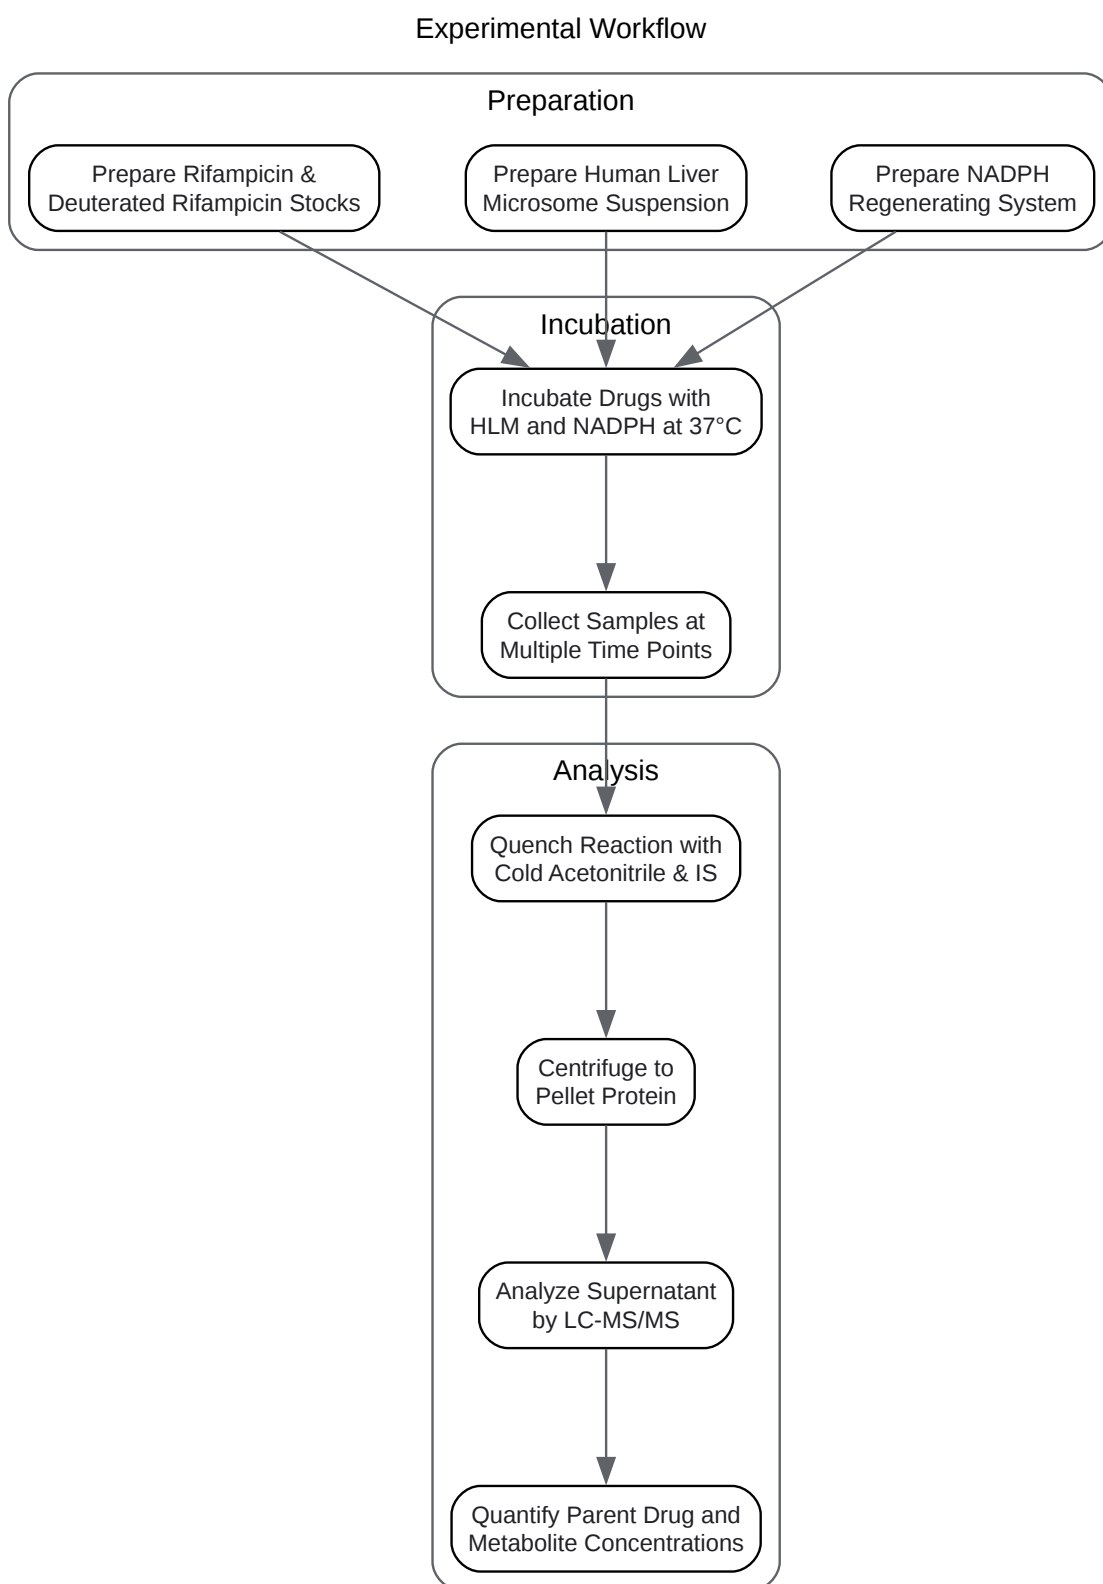 Experimental Workflow
Preparation
Prepare Rifampicin &
Deuterated Rifampicin Stocks
Prepare Human Liver
Microsome Suspension
Prepare NADPH
Regenerating System
Incubation
Incubate Drugs with
HLM and NADPH at 37°C
Collect Samples at
Multiple Time Points
Analysis
Quench Reaction with
Cold Acetonitrile & IS
Centrifuge to
Pellet Protein
Analyze Supernatant
by LC-MS/MS
Quantify Parent Drug and
Metabolite Concentrations